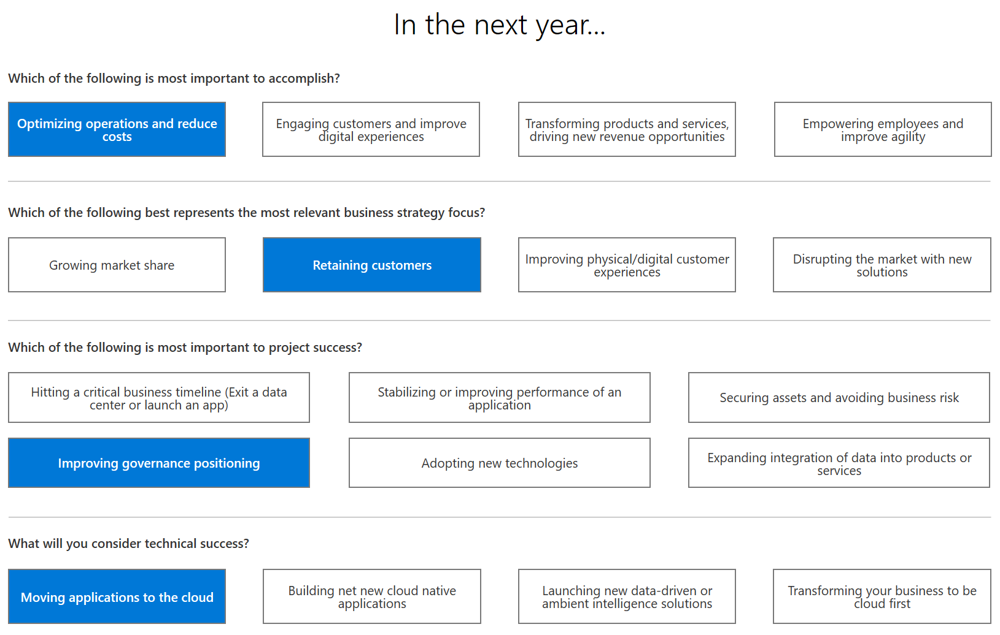 In the next year...
Which of the following is most important to accomplish?
Optimizing operations and reduce
costs
Engaging customers and improve
digital experiences
Transforming products and services,
driving new revenue opportunities
Empowering employees and
improve agility
Which of the following best represents the most relevant business strategy focus?
Growing market share
Retaining customers
Improving physical/digital customer
experiences
Disrupting the market with new
solutions
Which of the following is most important to project success?
Hitting a critical business timeline (Exit a data
center or launch an app)
Stabilizing or improving performance of an
application
Securing assets and avoiding business risk
Improving governance positioning
Adopting new technologies
Expanding integration of data into products or
services
What will you consider technical success?
Moving applications to the cloud
Building net new cloud native
applications
Launching new data-driven or
ambient intelligence solutions
Transforming your business to be
cloud first